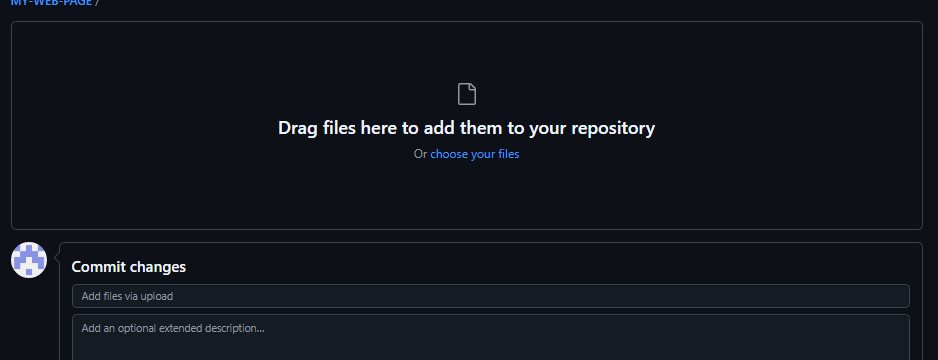 MY-WEB-PAGE /
Drag files here to add them to your repository
Or choose your files
Commit changes
Add files via upload
Add an optional extended description...